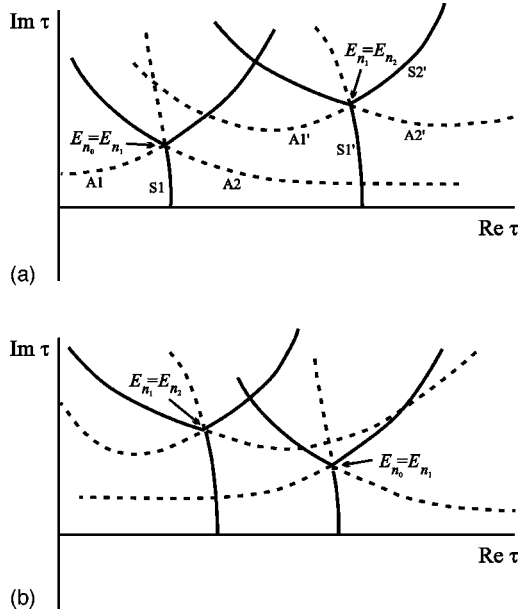 Im τ
E_{n_1}=E_{n_2}
S2'
E_{n_0}=E_{n_1}
A1'
S1'
A2'
A1
S1
A2
Re τ
(a)
Im τ
E_{n_1}=E_{n_2}
E_{n_0}=E_{n_1}
Re τ
(b)